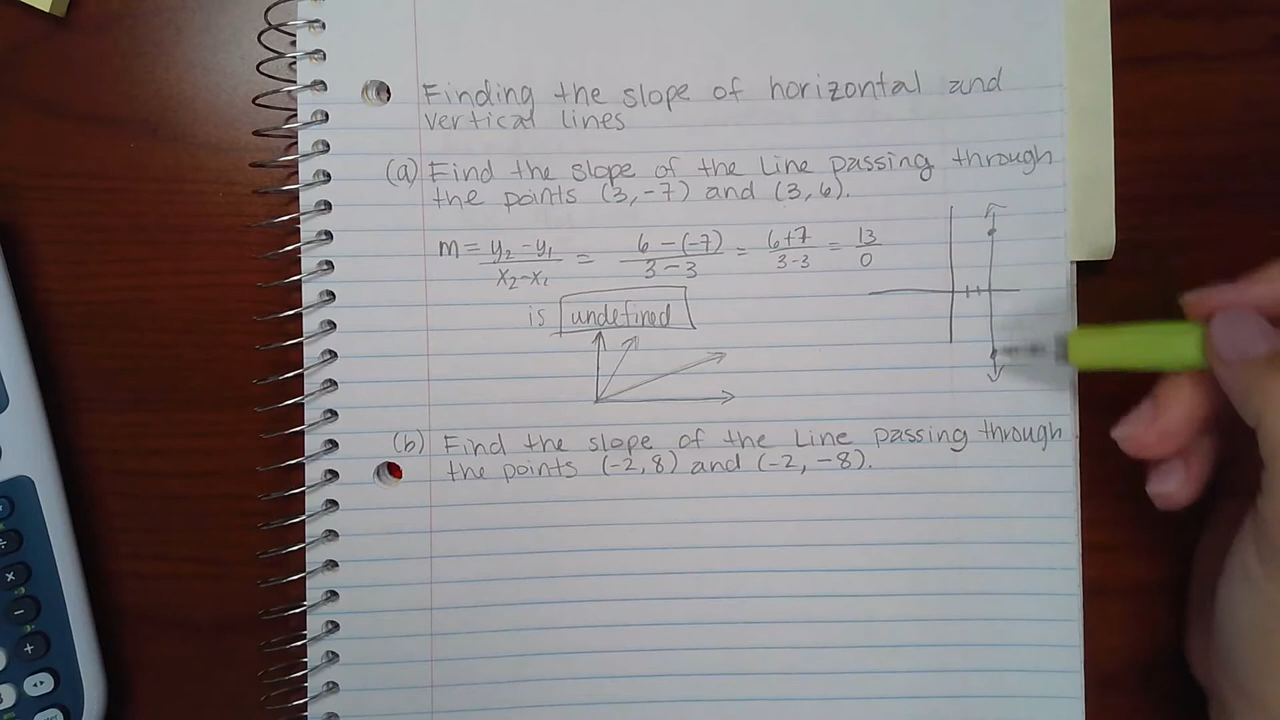 Finding the slope of horizontal and
vertical lines
(a) Find the slope of the Line passing through
the points (3,-7) and (3,6).
m = y₂-y₁/x₂-x₁ = 6-(-7)/3-3 = 6+7/3-3 = 13/0
is undefined
(b) Find the slope of the Line passing through
the points (-2,8) and (-2,-8).